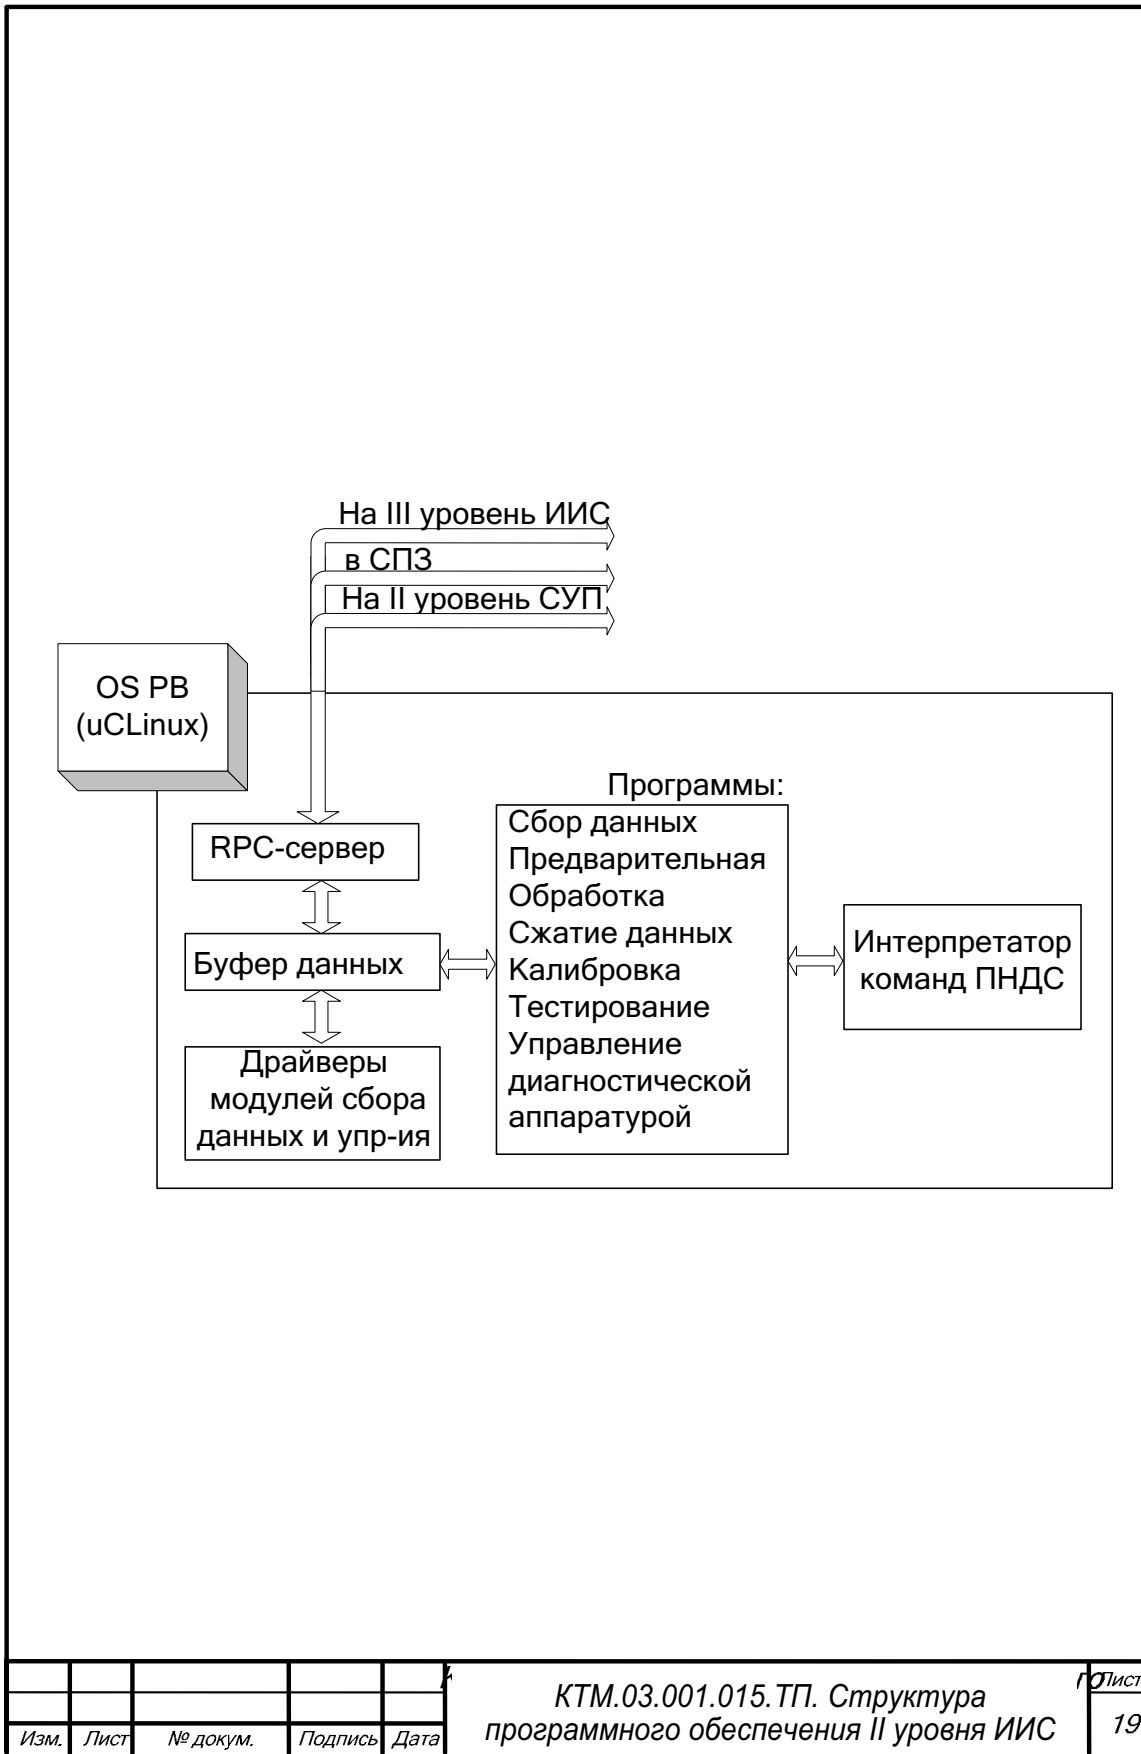 На III уровень ИИС
в СПЗ
На II уровень СУП
OS РВ
(uCLinux)
Программы:
RPC-сервер
Буфер данных
Драйверы
модулей сбора
данных и упр-ия
Сбор данных
Предварительная
Обработка
Сжатие данных
Калибровка
Тестирование
Управление
диагностической
аппаратурой
Интерпретатор
команд ПНДС
КТМ.03.001.015.ТП. Структура
программного обеспечения II уровня ИИС
Лист
19
Изм.
Лист
№ докум.
Подпись
Дата